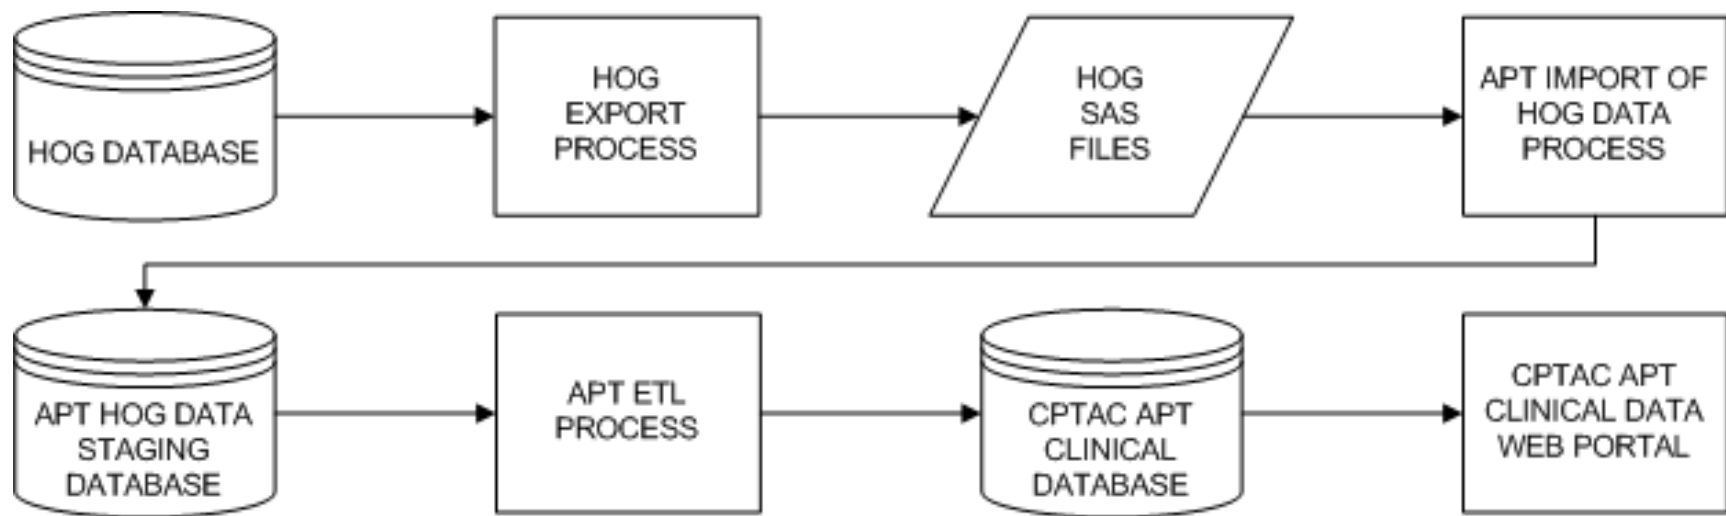 HOG DATABASE
HOG
EXPORT
PROCESS
HOG
SAS
FILES
APT IMPORT OF
HOG DATA
PROCESS
APT HOG DATA
STAGING
DATABASE
APT ETL
PROCESS
CPTAC APT
CLINICAL
DATABASE
CPTAC APT
CLINICAL DATA
WEB PORTAL